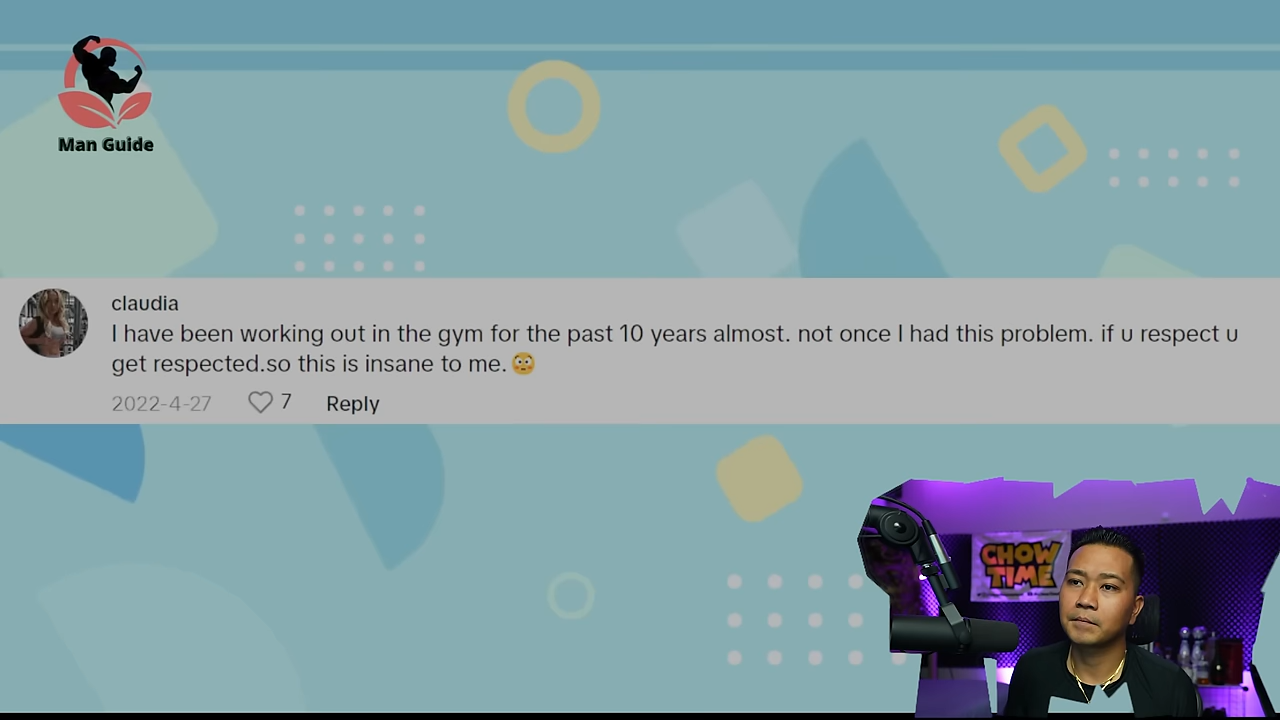 Man Guide
claudia
I have been working out in the gym for the past 10 years almost. not once I had this problem. if u respect u
get respected.so this is insane to me.😳
2022-4-27 7 Reply
CHOW
TIME